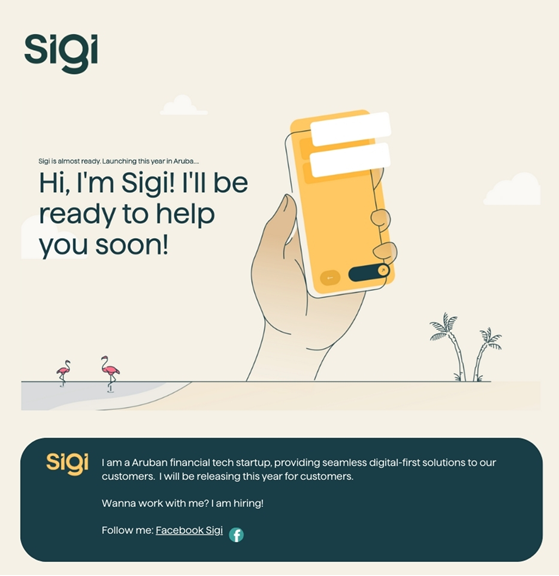 Sigi
Sigi is almost ready. Launching this year in Aruba...
Hi, I'm Sigi! I'll be
ready to help
you soon!
Sigi
I am a Aruban financial tech startup, providing seamless digital-first solutions to our
customers. I will be releasing this year for customers.
Wanna work with me? I am hiring!
Follow me: Facebook Sigi